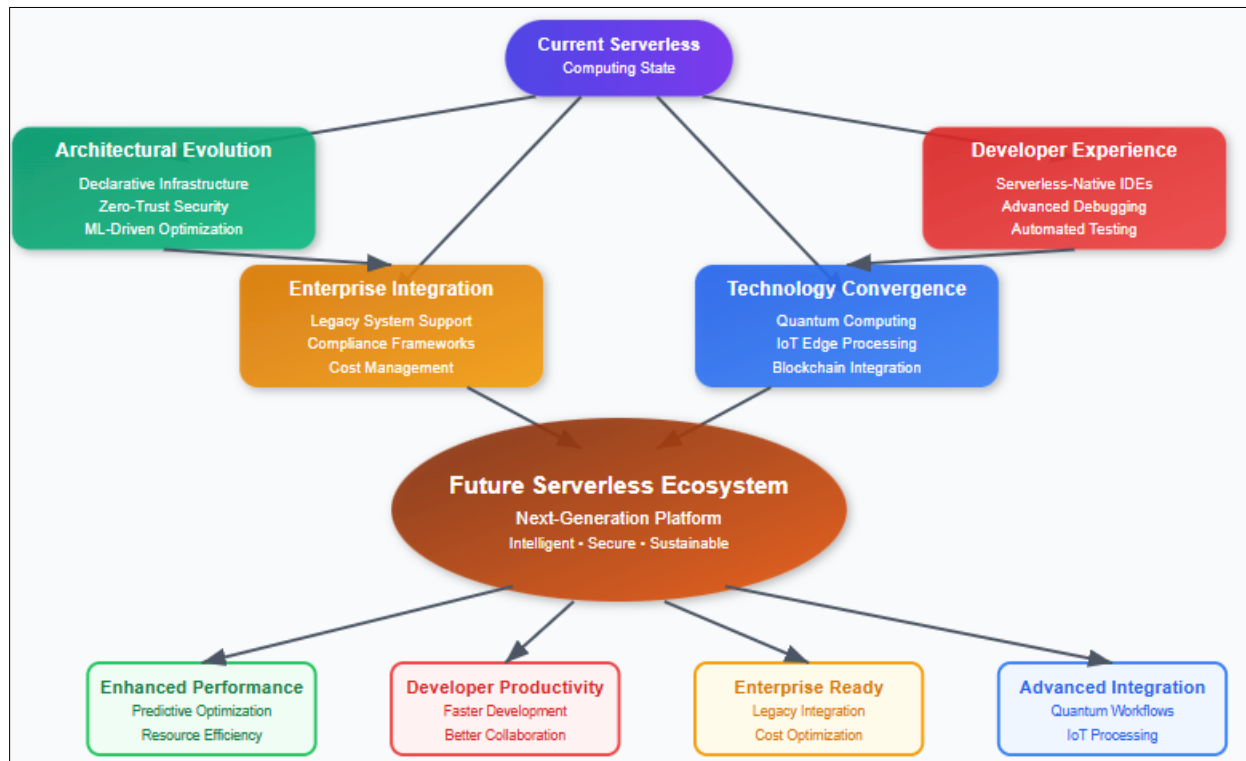 Current Serverless
Computing State
Architectural Evolution
Declarative Infrastructure
Zero-Trust Security
ML-Driven Optimization
Developer Experience
Serverless-Native IDEs
Advanced Debugging
Automated Testing
Enterprise Integration
Legacy System Support
Compliance Frameworks
Cost Management
Technology Convergence
Quantum Computing
IoT Edge Processing
Blockchain Integration
Future Serverless Ecosystem
Next-Generation Platform
Intelligent • Secure • Sustainable
Enhanced Performance
Predictive Optimization
Resource Efficiency
Developer Productivity
Faster Development
Better Collaboration
Enterprise Ready
Legacy Integration
Cost Optimization
Advanced Integration
Quantum Workflows
IoT Processing